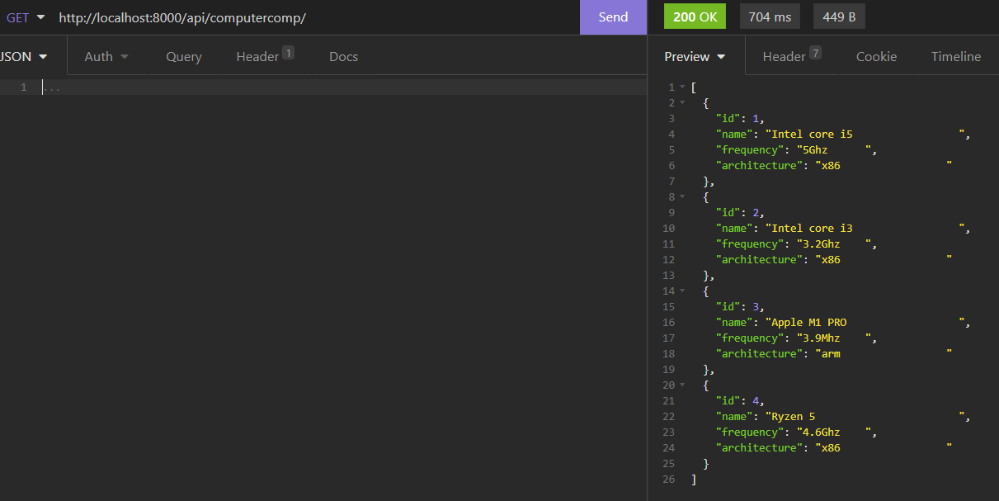 GET http://localhost:8000/api/computercomp/ Send 200 OK 704 ms 449 B
JSON Auth Query Header 1 Docs Preview Header 7 Cookie Timeline
1 ...
1 [
2 {
3 "id": 1,
4 "name": "Intel core i5                 ",
5 "frequency": "5Ghz      ",
6 "architecture": "x86                 "
7 },
8 {
9 "id": 2,
10 "name": "Intel core i3                 ",
11 "frequency": "3.2Ghz    ",
12 "architecture": "x86                 "
13 },
14 {
15 "id": 3,
16 "name": "Apple M1 PRO                  ",
17 "frequency": "3.9Mhz    ",
18 "architecture": "arm                 "
19 },
20 {
21 "id": 4,
22 "name": "Ryzen 5                       ",
23 "frequency": "4.6Ghz    ",
24 "architecture": "x86                 "
25 }
26 ]